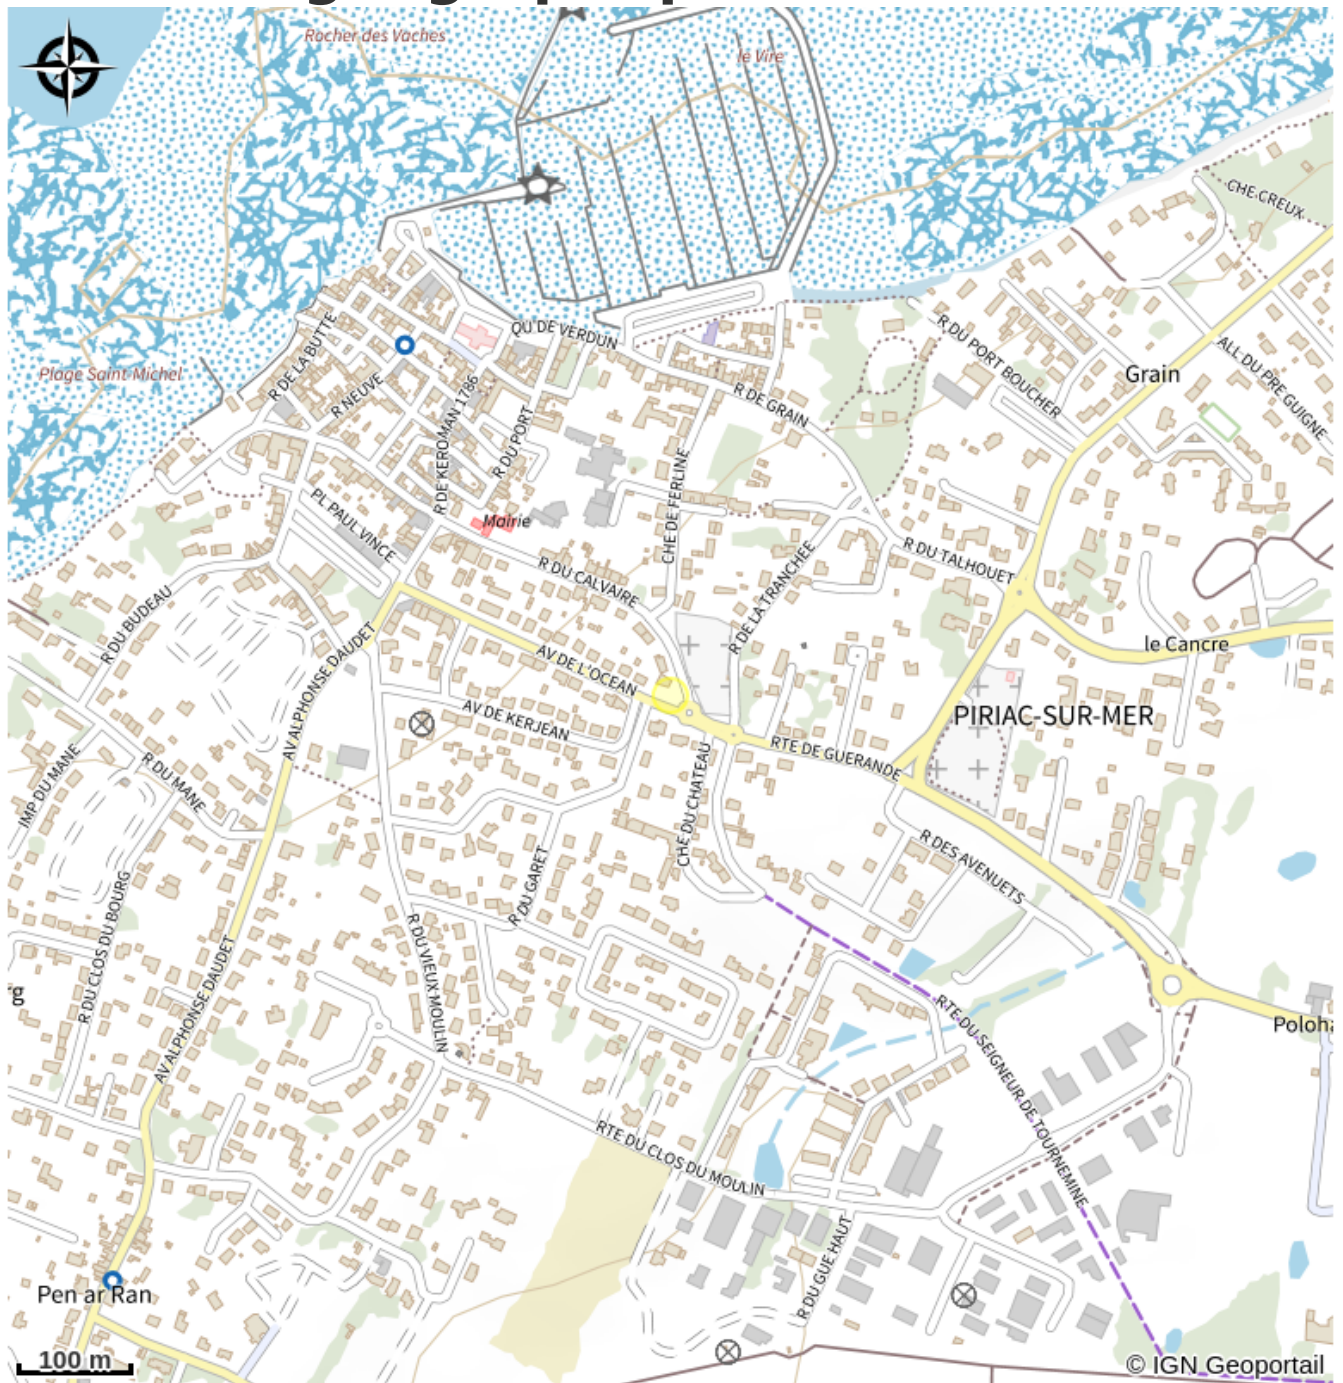 Rocher des Vaches
le Vire
CHE CREUX
Plage Saint-Michel
R DE LA BUTTE
R NEUVE
QU DE VERDUN
R DE KEROMAN 1786
R DU PORT
R DE GRAIN
R DU PORT BOUCHER
Grain
ALL DU PRE GUIGNE
PL PAUL VINCE
Mairie
CHE DE FERLINE
R DU CALVAIRE
R DE LA TRANCHEE
R DU TALHOUET
le Cancre
R DU BUDEAU
AV ALPHONSE DAUDET
AV DE L'OCEAN
AV DE KERJEAN
PIRIAC-SUR-MER
RTE DE GUERANDE
IMP DU MANE
R DU MANE
CHE DU CHATEAU
R DES AVENUETS
R DU GARET
R DU CLOS DU BOURG
R DU VIEUX MOULIN
AV ALPHONSE DAUDET
rg
RTE DU SEIGNEUR DE TOURNEMINE
Poloh
RTE DU CLOS DU MOULIN
R DU GUE HAUT
Pen ar Ran
100 m
© IGN Geoportail